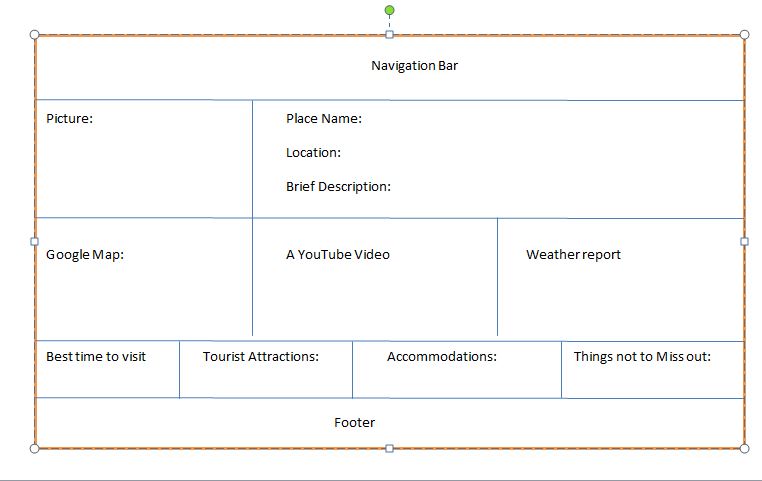 Navigation Bar
Picture:
Place Name:
Location:
Brief Description:
Google Map:
A YouTube Video
Weather report
Best time to visit
Tourist Attractions:
Accommodations:
Things not to Miss out:
Footer